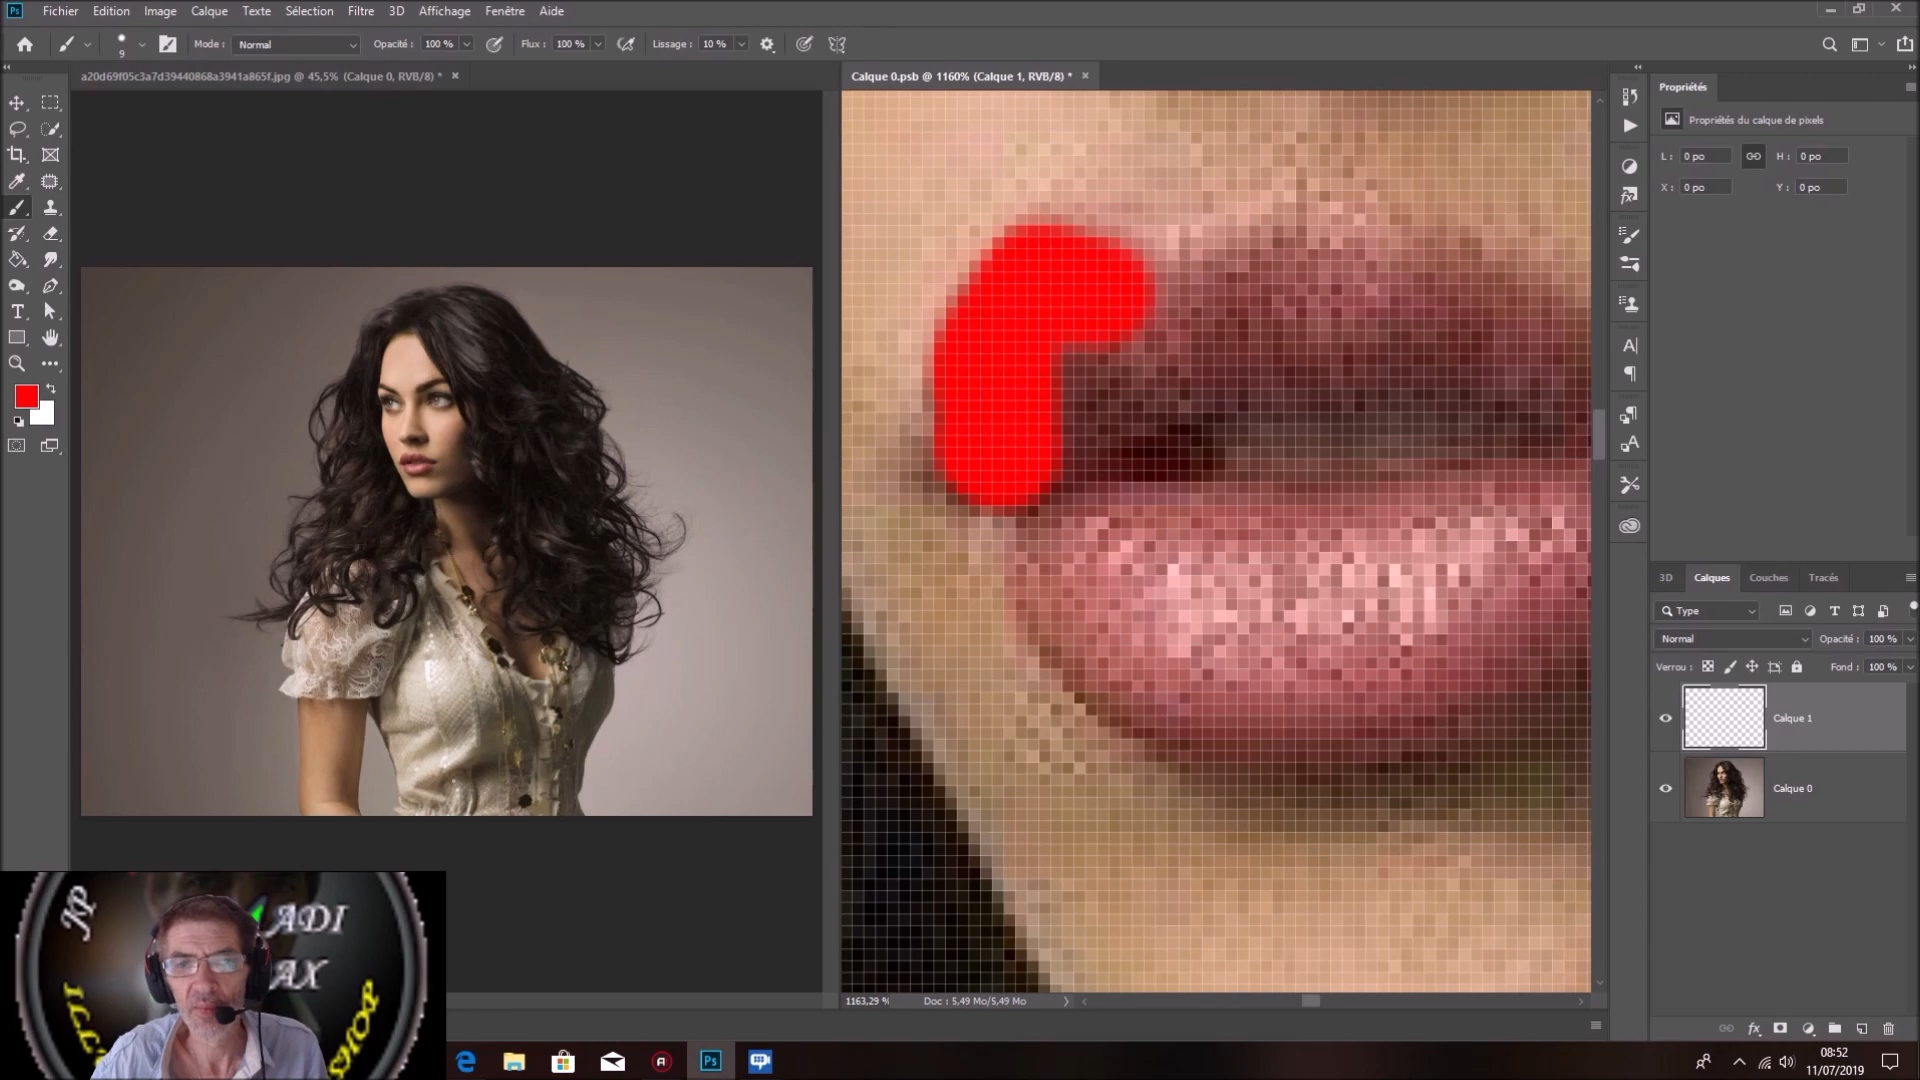 Ps Fichier Edition Image Calque Texte Sélection Filtre 3D Affichage Fenêtre Aide
9 Mode : Normal Opacité : 100 % Flux : 100 % Lissage : 10 %
a20d69f05c3a7d39440868a3941a865f.jpg @ 45,5% (Calque 0, RVB/8) *
Calque 0.psb @ 1160% (Calque 1, RVB/8) *
Propriétés
Propriétés du calque de pixels
L : 0 po H : 0 po
X : 0 po Y : 0 po
3D Calques Couches Tracés
Type
Normal Opacité : 100 %
Verrou : Fond : 100 %
Calque 1
Calque 0
1163,29 % Doc : 5,49 Mo/5,49 Mo
Ps
08:52
11/07/2019